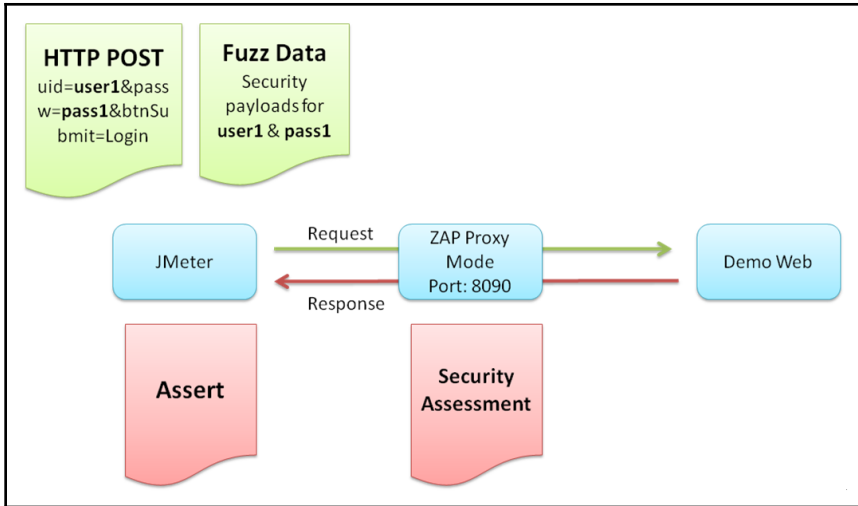 HTTP POST
uid=user1&pass
w=pass1&btnSu
bmit=Login
Fuzz Data
Security
payloads for
user1 & pass1
Request
JMeter
ZAP Proxy
Mode
Port: 8090
Demo Web
Response
Assert
Security
Assessment